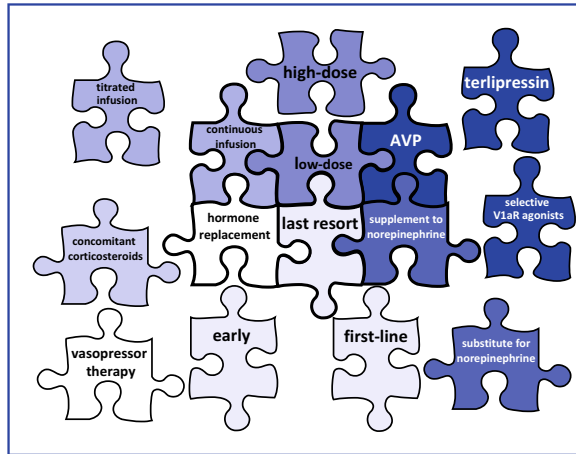 high-dose
titrated
infusion
terlipressin
continuous
infusion
low-dose
AVP
selective
V1aR agonists
concomitant
corticosteroids
hormone
replacement
last resort
supplement to
norepinephrine
vasopressor
therapy
early
first-line
substitute for
norepinephrine